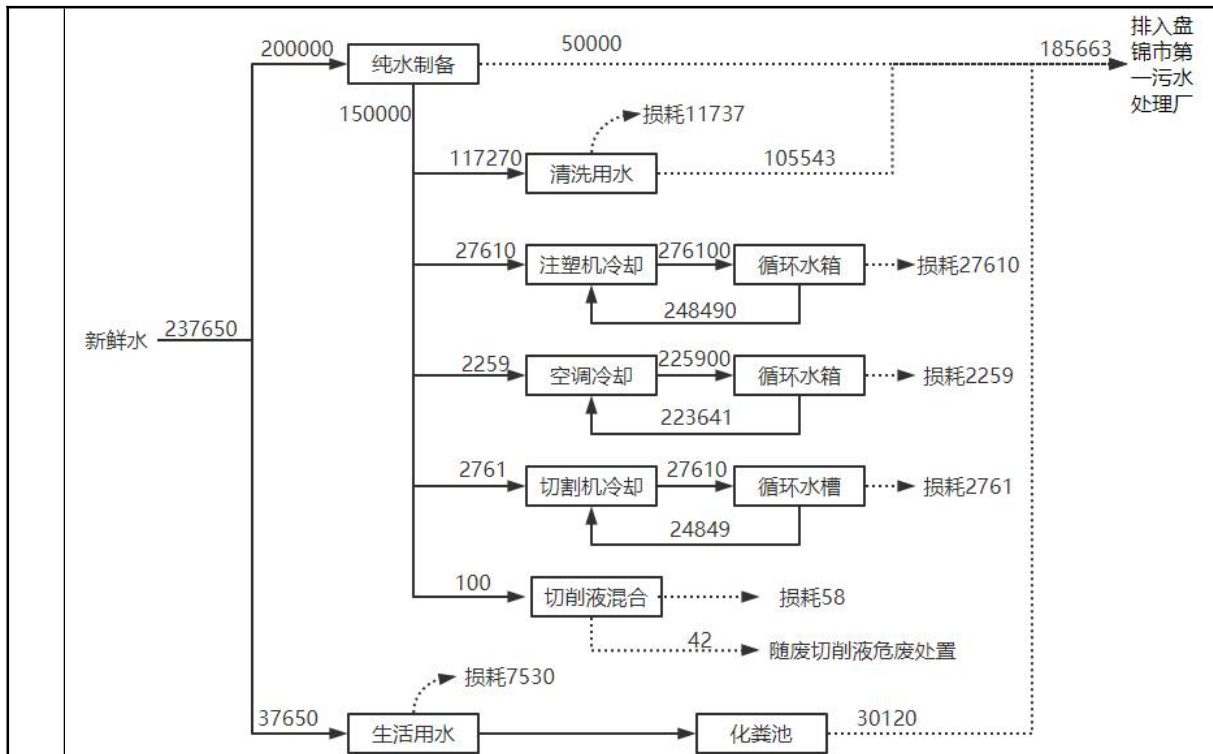 200000
纯水制备
50000
185663
排入盘
锦市第
一污水
处理厂
150000
损耗11737
117270
清洗用水
105543
27610
注塑机冷却
276100
循环水箱
损耗27610
248490
新鲜水
237650
2259
空调冷却
225900
循环水箱
损耗2259
223641
2761
切割机冷却
27610
循环水槽
损耗2761
24849
100
切削液混合
损耗58
42
随废切削液危废处置
损耗7530
37650
生活用水
化粪池
30120